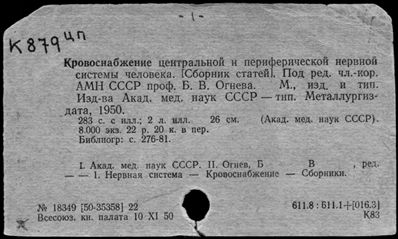 - 1 -
К 879 цп
Кровоснабжение центральной и периферической нервной
системы человека. [Сборник статей]. Под ред. чл.-кор.
АМН СССР проф. Б. В. Огнева. М., изд. и тип.
Изд-ва Акад. мед. наук СССР — тип. Металлургиз-
дата, 1950.
283 с. с илл.; 2 л. илл. 26 см. (Акад. мед. наук СССР).
8.000 экз. 22 р. 20 к. в пер.
Библиогр: с. 276-81.
I. Акад. мед. наук СССР. II. Огнев, Б В , ред.
— — 1. Нервная система — Кровоснабжение — Сборники.
№ 18349 [50-35358] 22 611.8 : 611.1+[016.3]
Всесоюз. кн. палата 10 XI 50 К83